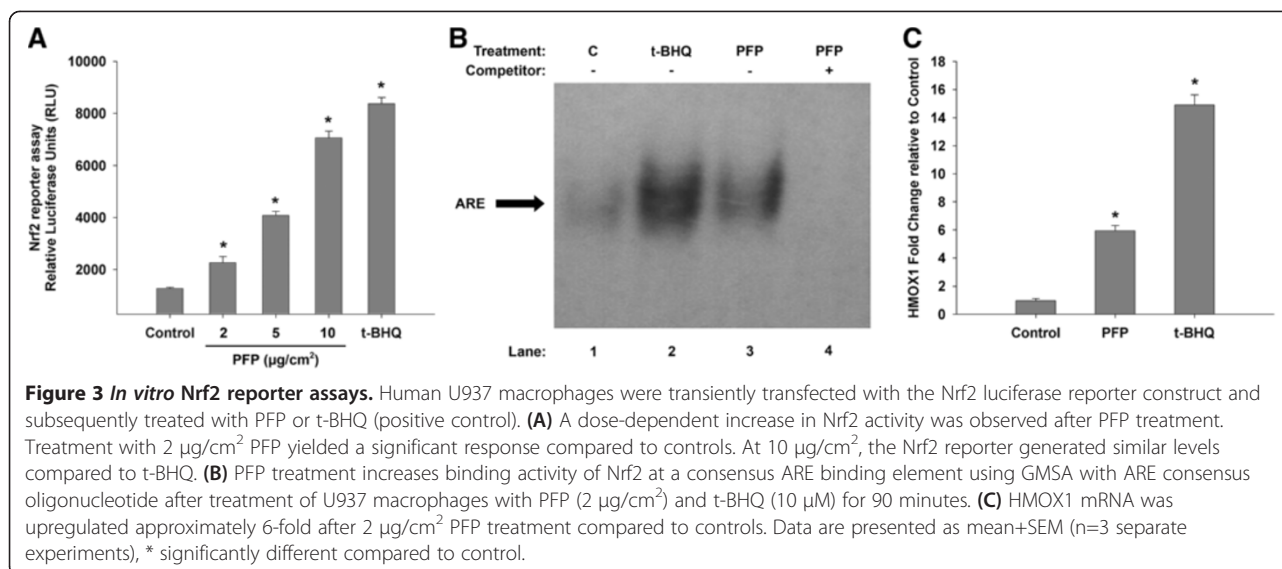 A
Nrf2 reporter assay
Relative Luciferase Units (RLU)
10000
8000
6000
4000
2000
*
*
*
*
Control
2
5
10
t-BHQ
PFP (µg/cm²)
B
Treatment: C t-BHQ PFP PFP
Competitor: - - - +
ARE
Lane: 1 2 3 4
C
HMOX1 Fold Change relative to Control
18
16
14
12
10
8
6
4
2
0
*
*
Control PFP t-BHQ
Figure 3 In vitro Nrf2 reporter assays. Human U937 macrophages were transiently transfected with the Nrf2 luciferase reporter construct and
subsequently treated with PFP or t-BHQ (positive control). (A) A dose-dependent increase in Nrf2 activity was observed after PFP treatment.
Treatment with 2 µg/cm² PFP yielded a significant response compared to controls. At 10 µg/cm², the Nrf2 reporter generated similar levels
compared to t-BHQ. (B) PFP treatment increases binding activity of Nrf2 at a consensus ARE binding element using GMSA with ARE consensus
oligonucleotide after treatment of U937 macrophages with PFP (2 µg/cm²) and t-BHQ (10 µM) for 90 minutes. (C) HMOX1 mRNA was
upregulated approximately 6-fold after 2 µg/cm² PFP treatment compared to controls. Data are presented as mean+SEM (n=3 separate
experiments), * significantly different compared to control.